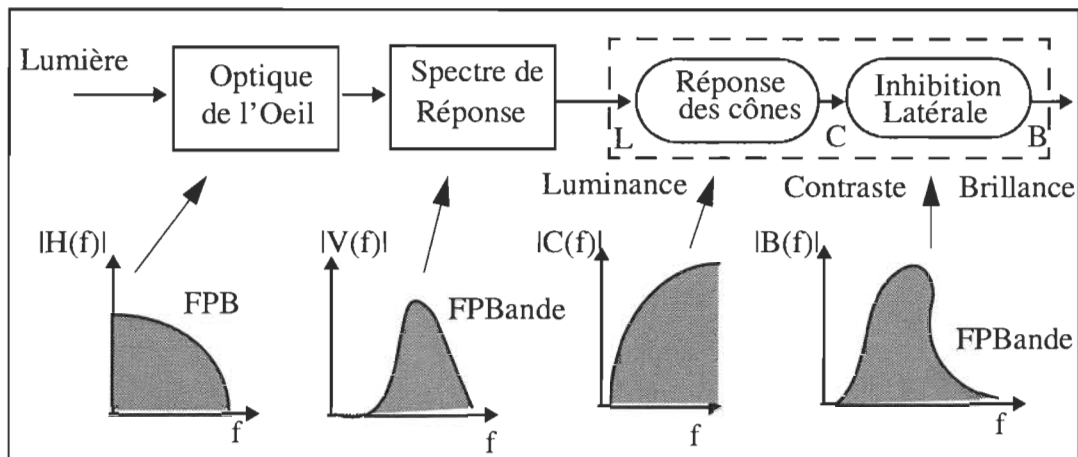 Lumière
Optique
de l'Oeil
Spectre de
Réponse
Réponse
des cônes
Inhibition
Latérale
L
C
B
Luminance
Contraste
Brillance
|H(f)|
FPB
f
|V(f)|
FPBande
f
|C(f)|
f
|B(f)|
FPBande
f